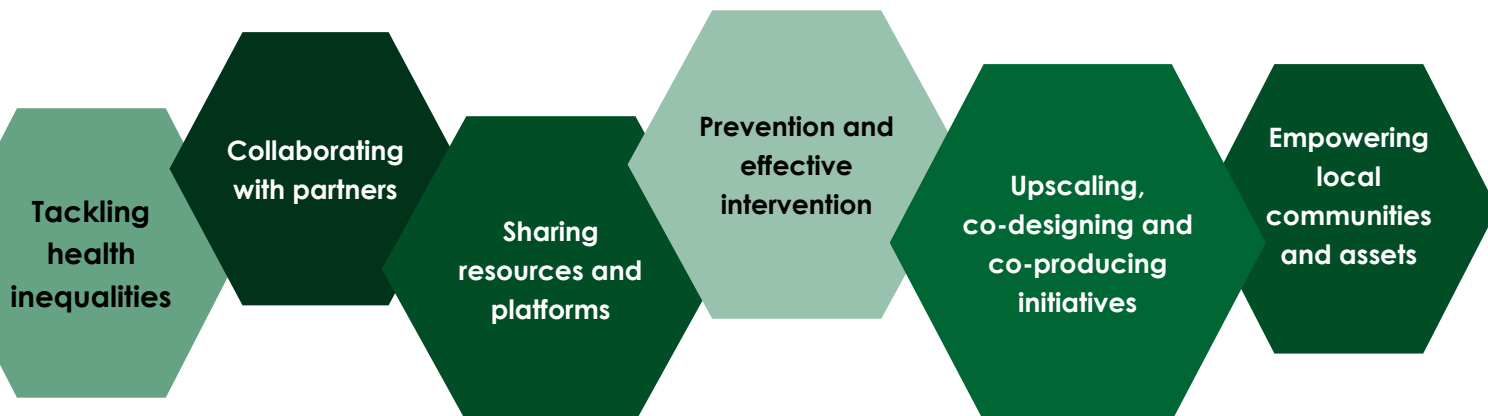 Tackling
health
inequalities
Collaborating
with partners
Sharing
resources and
platforms
Prevention and
effective
intervention
Upscaling,
co-designing and
co-producing
initiatives
Empowering
local
communities
and assets